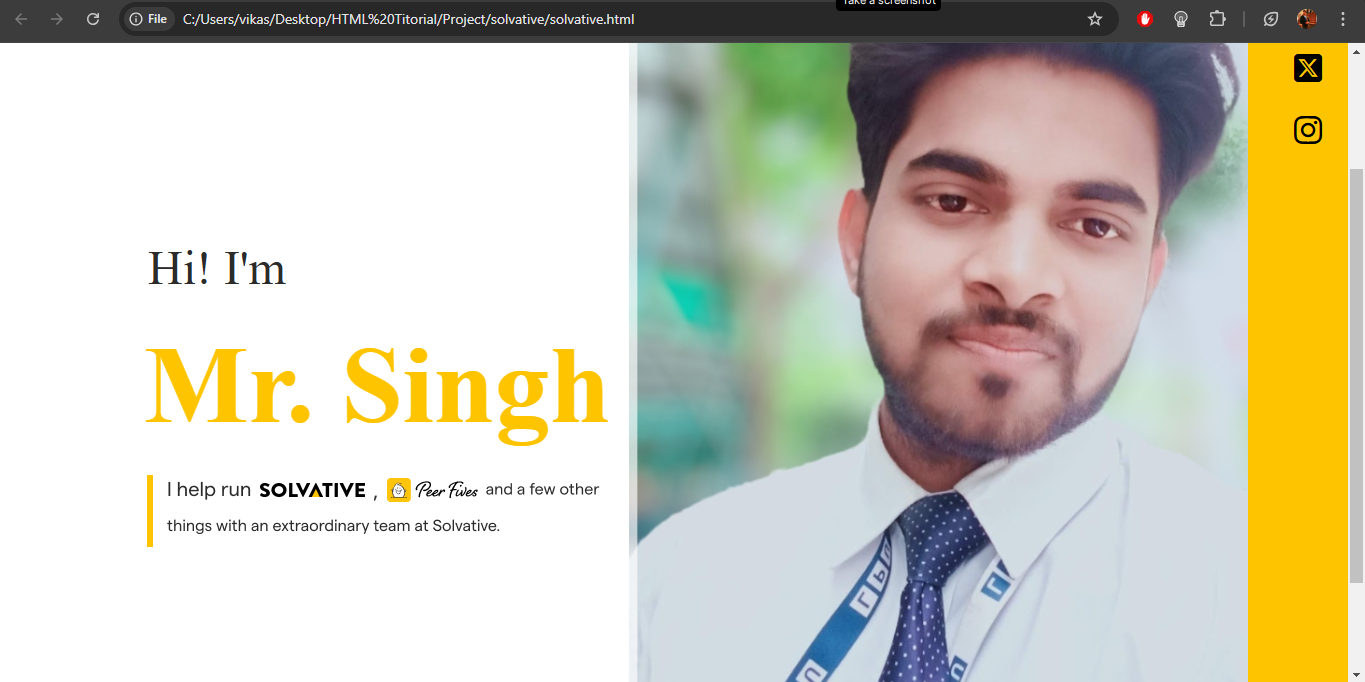 Take a screenshot
File C:/Users/vikas/Desktop/HTML%20Titorial/Project/solvative/solvative.html
Hi! I'm
Mr. Singh
I help run SOLVATIVE , Peer Fives and a few other
things with an extraordinary team at Solvative.
LPU